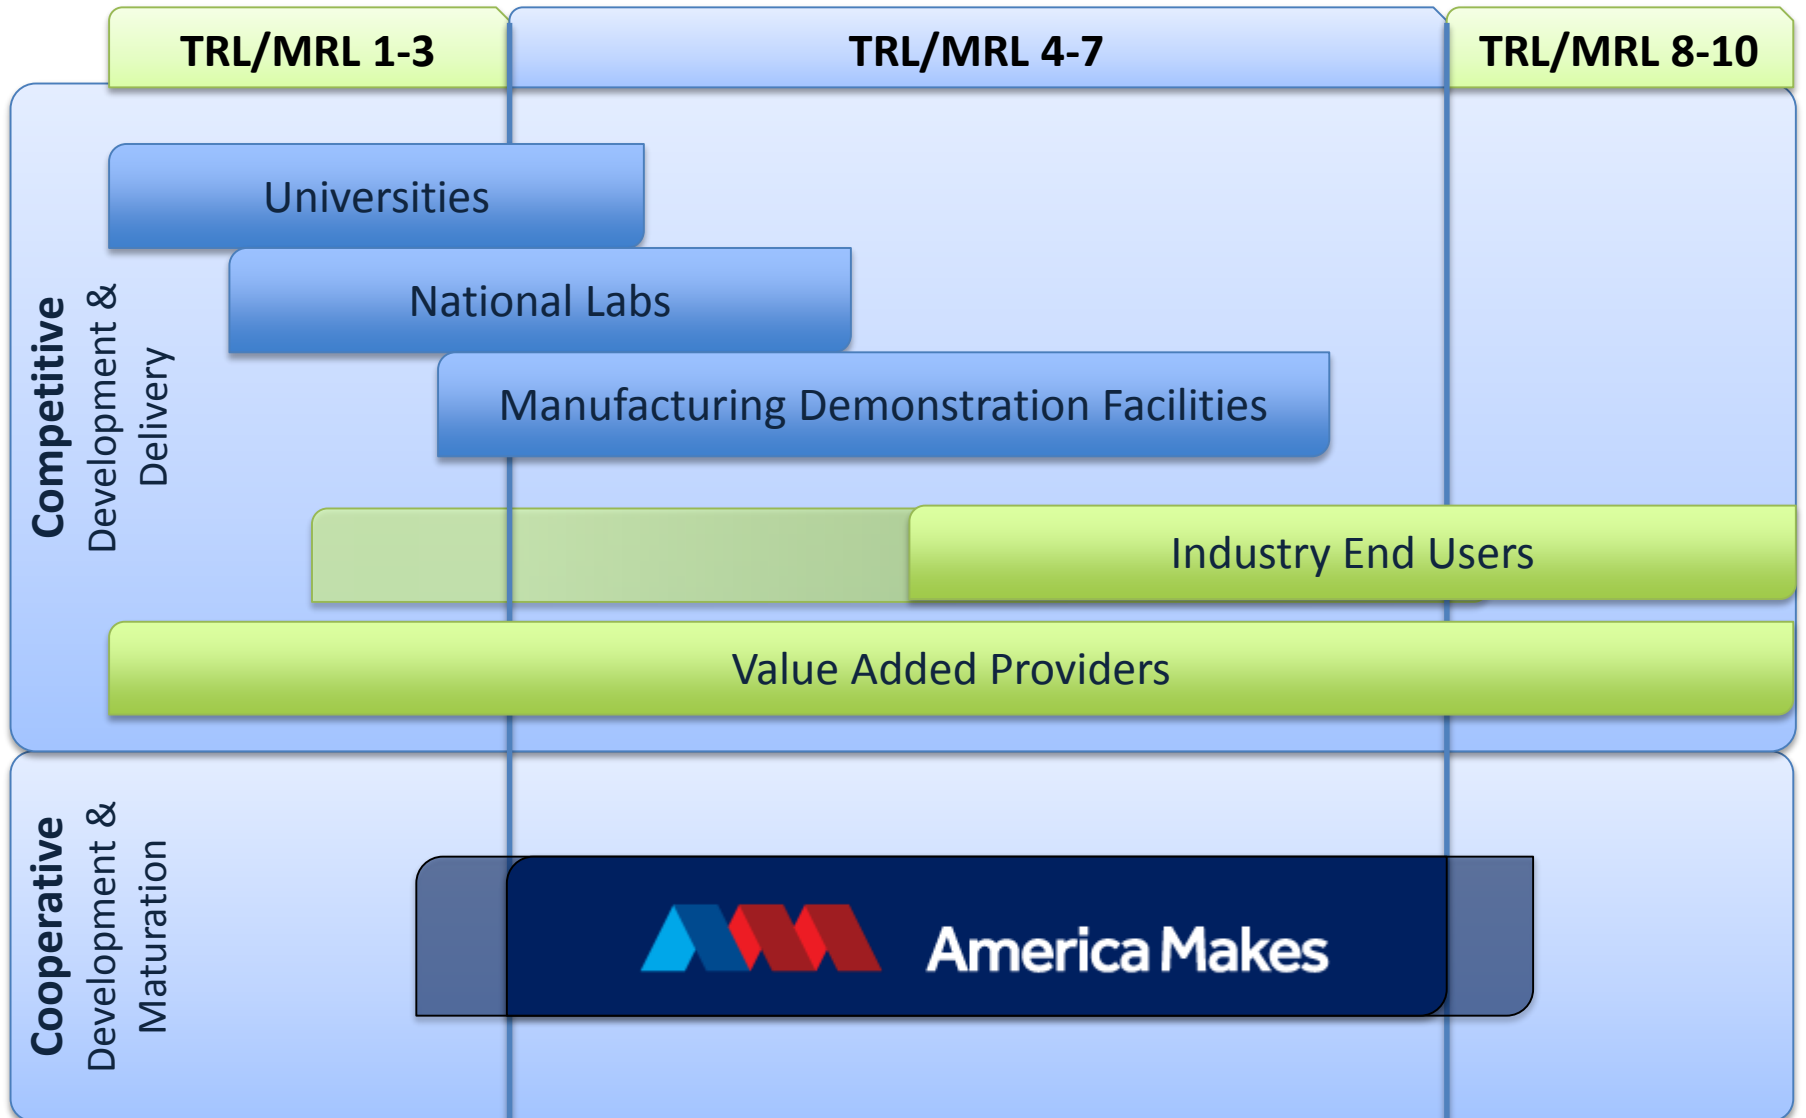 TRL/MRL 1-3
TRL/MRL 4-7
TRL/MRL 8-10
Competitive
Development &
Delivery
Universities
National Labs
Manufacturing Demonstration Facilities
Industry End Users
Value Added Providers
Cooperative
Development &
Maturation
America Makes